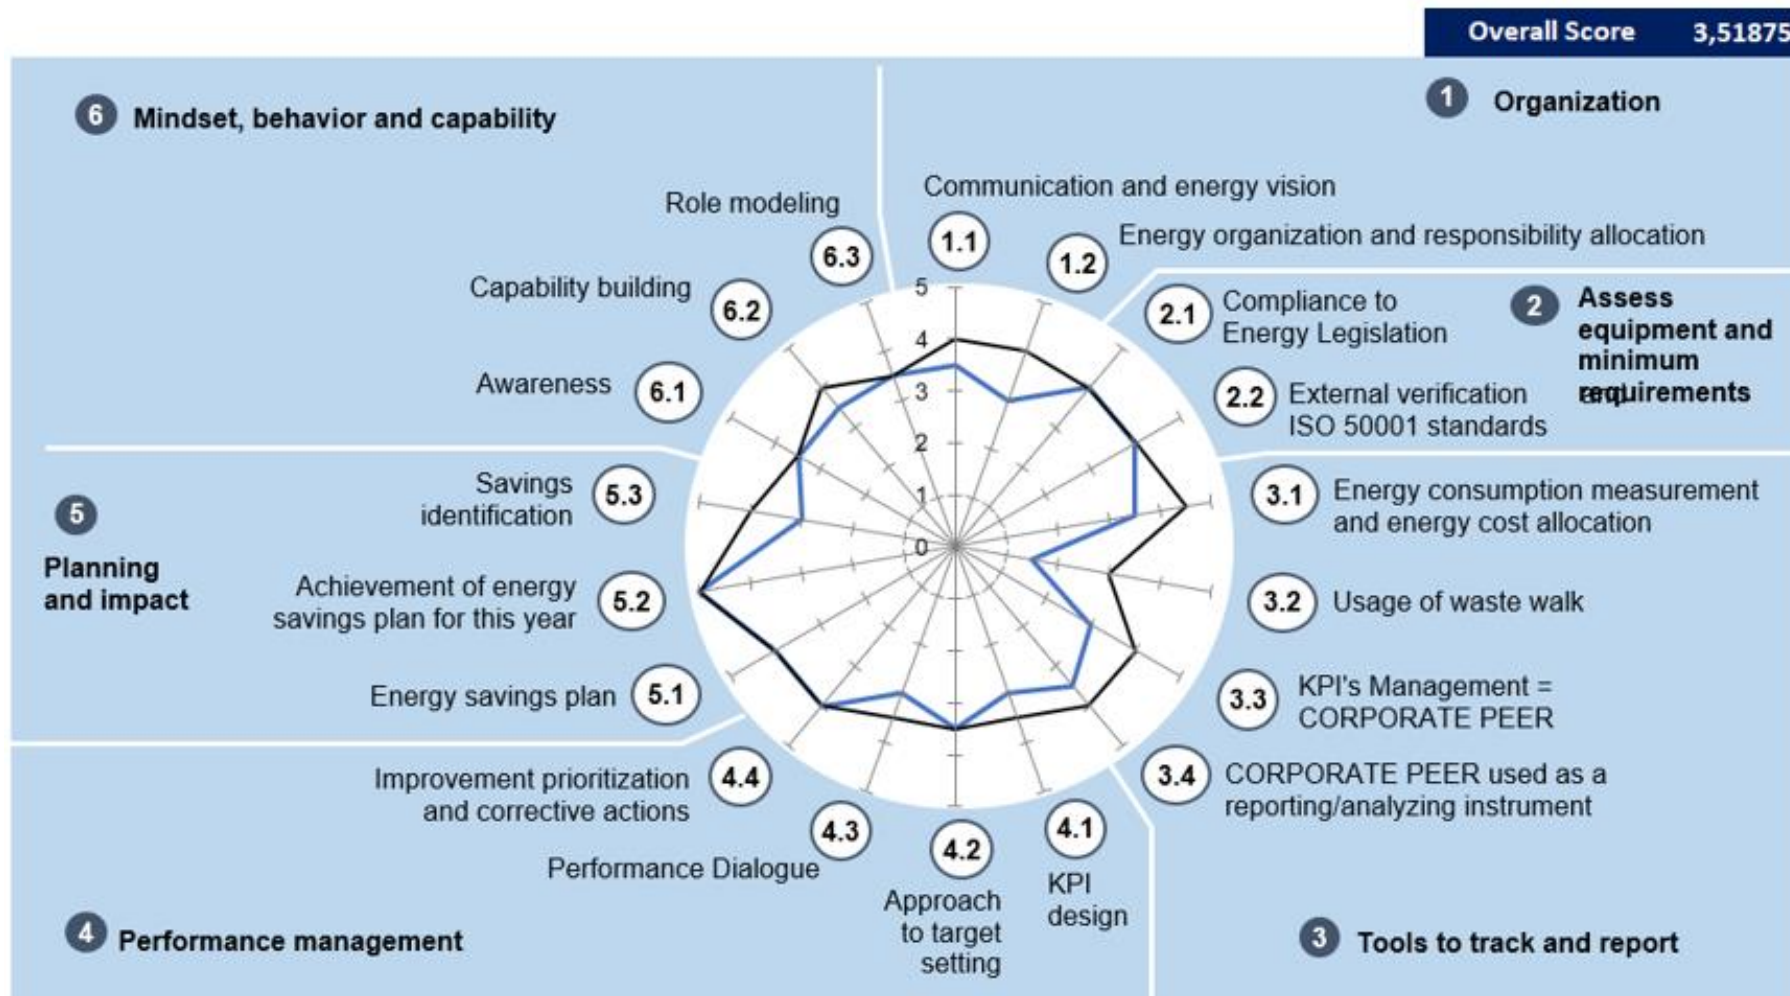 Overall Score 3,51875
6 Mindset, behavior and capability
1 Organization
Communication and energy vision
Role modeling
1.1
Energy organization and responsibility allocation
6.3
1.2
Capability building
5
6.2
2.1
Compliance to
Energy Legislation
2
Assess
equipment and
minimum
requirements
4
Awareness
6.1
3
2.2
External verification
ISO 50001 standards
2
Savings
identification
5.3
1
3.1
Energy consumption measurement
and energy cost allocation
5
Planning
and impact
0
Achievement of energy
savings plan for this year
5.2
3.2
Usage of waste walk
Energy savings plan
5.1
3.3
KPI's Management =
CORPORATE PEER
Improvement prioritization
and corrective actions
4.4
3.4
CORPORATE PEER used as a
reporting/analyzing instrument
4.3
4.2
4.1
Performance Dialogue
Approach
to target
setting
KPI
design
4 Performance management
3 Tools to track and report